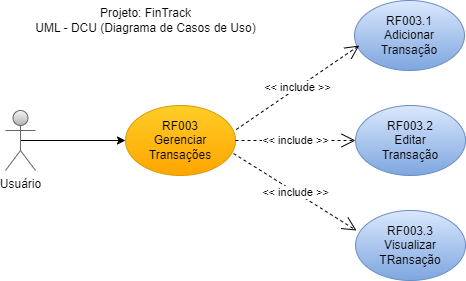 Projeto: FinTrack
UML - DCU (Diagrama de Casos de Uso)
Usuário
RF003
Gerenciar
Transações
<< include >>
<< include >>
<< include >>
RF003.1
Adicionar
Transação
RF003.2
Editar
Transação
RF003.3
Visualizar
TRansação